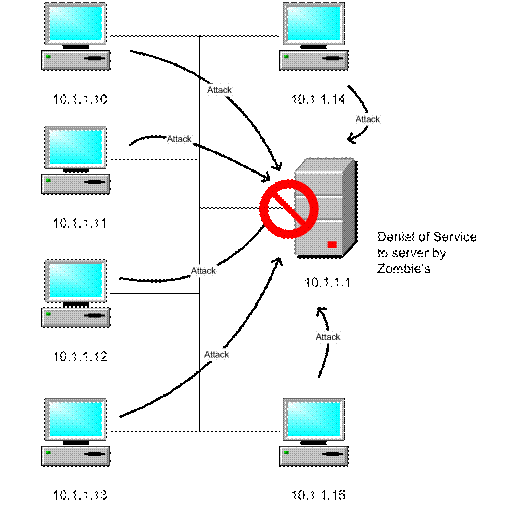 Attack
10.1.1.10
10.1.1.14
Attack
Attack
10.1.1.11
Denial of Service
to server by
Zombie's
Attack
10.1.1.1
Attack
Attack
10.1.1.12
10.1.1.13
10.1.1.15